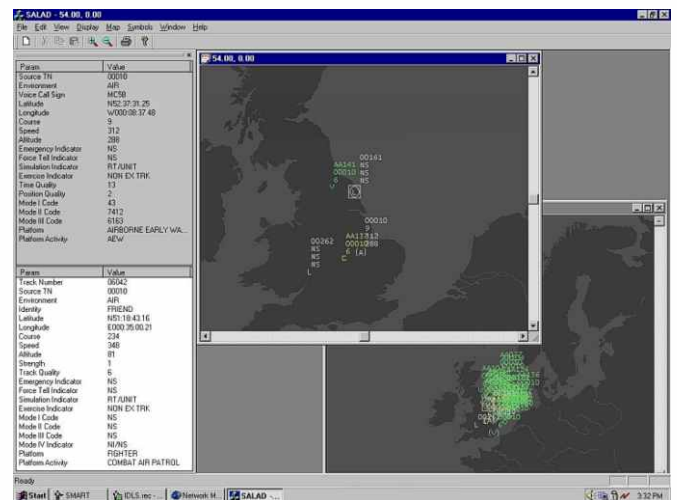 SALAD - 54.00, 0.00
File Edit View Display Map Symbols Window Help
Param Value
Source TN 00010
Environment AIR
Voice Call Sign MC5B
Latitude N52:37:31.25
Longitude W000:08:37.48
Course 9
Speed 312
Altitude 288
Emergency Indicator NS
Force Tell Indicator NS
Simulation Indicator RT/UNIT
Exercise Indicator NON EX TRK
Time Quality 13
Position Quality 2
Mode I Code 43
Mode II Code 7412
Mode III Code 6163
Platform AIRBORNE EARLY WA...
Platform Activity AEW
Param Value
Track Number 06042
Source TN 00010
Environment AIR
Identity FRIEND
Latitude N51:18:43.16
Longitude E000:35:00.21
Course 234
Speed 348
Altitude 81
Strength 1
Track Quality 6
Emergency Indicator NS
Force Tell Indicator NS
Simulation Indicator RT/UNIT
Exercise Indicator NON EX TRK
Mode I Code NS
Mode II Code NS
Mode III Code NS
Mode IV Indicator NI/NS
Platform FIGHTER
Platform Activity COMBAT AIR PATROL
54.00, 0.00
00161
AA141 NS
00010 NS
6 NS
00010
9
00262
NS
NS
NS
L
6 (A)
C
Ready
Start SMART IDLS.rec - ... Network M... SALAD -... 3:32 PM